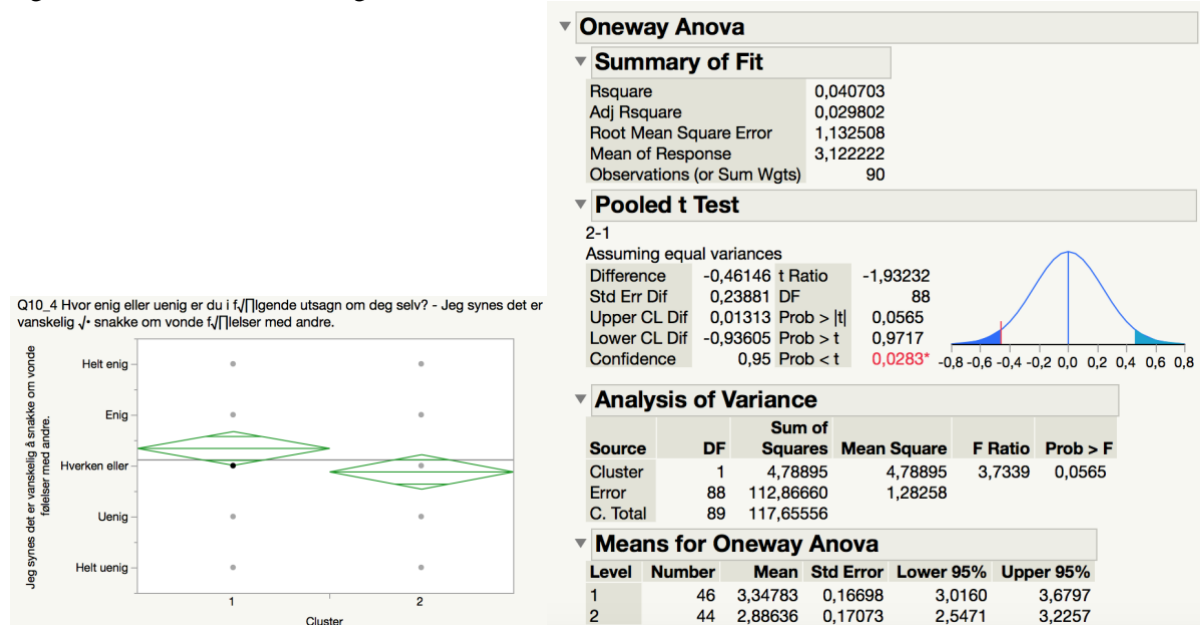 Q10_4 Hvor enig eller uenig er du i f√∏lgende utsagn om deg selv? - Jeg synes det er
vanskelig √• snakke om vonde f√∏lelser med andre.
Jeg synes det er vanskelig å snakke om vonde
følelser med andre.
Helt enig
Enig
Hverken eller
Uenig
Helt uenig
1 2
Cluster
Oneway Anova
Summary of Fit
Rsquare 0,040703
Adj Rsquare 0,029802
Root Mean Square Error 1,132508
Mean of Response 3,122222
Observations (or Sum Wgts) 90
Pooled t Test
2-1
Assuming equal variances
Difference -0,46146 t Ratio -1,93232
Std Err Dif 0,23881 DF 88
Upper CL Dif 0,01313 Prob > |t| 0,0565
Lower CL Dif -0,93605 Prob > t 0,9717
Confidence 0,95 Prob < t 0,0283*
-0,8 -0,6 -0,4 -0,2 0,0 0,2 0,4 0,6 0,8
Analysis of Variance
Sum of
Source DF Squares Mean Square F Ratio Prob > F
Cluster 1 4,78895 4,78895 3,7339 0,0565
Error 88 112,86660 1,28258
C. Total 89 117,65556
Means for Oneway Anova
Level Number Mean Std Error Lower 95% Upper 95%
1 46 3,34783 0,16698 3,0160 3,6797
2 44 2,88636 0,17073 2,5471 3,2257